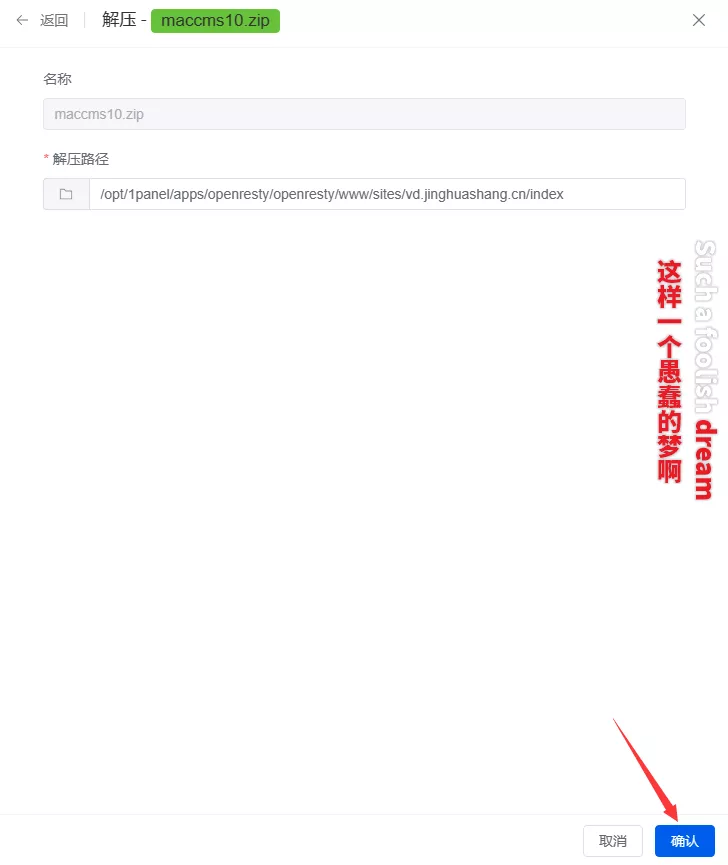 返回 解压 - maccms10.zip
名称
maccms10.zip
* 解压路径
/opt/1panel/apps/openresty/openresty/www/sites/vd.jinghuashang.cn/index
Such a foolish dream
这样一个愚蠢的梦啊
取消 确认